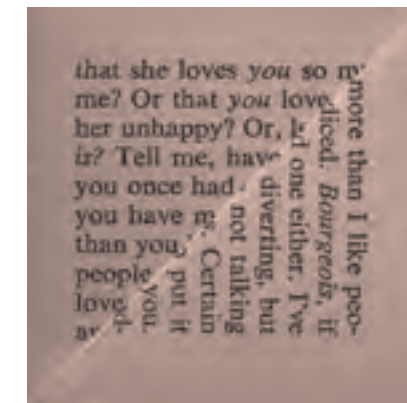 that she loves you so
me? Or that you love
her unhappy? Or,
is? Tell me, have
you once had
you have
than you,
people
love
more than I like peo-
diced. Bourgeois, if
one either. I've
diverting, but
not talking
Certain
put it
you.